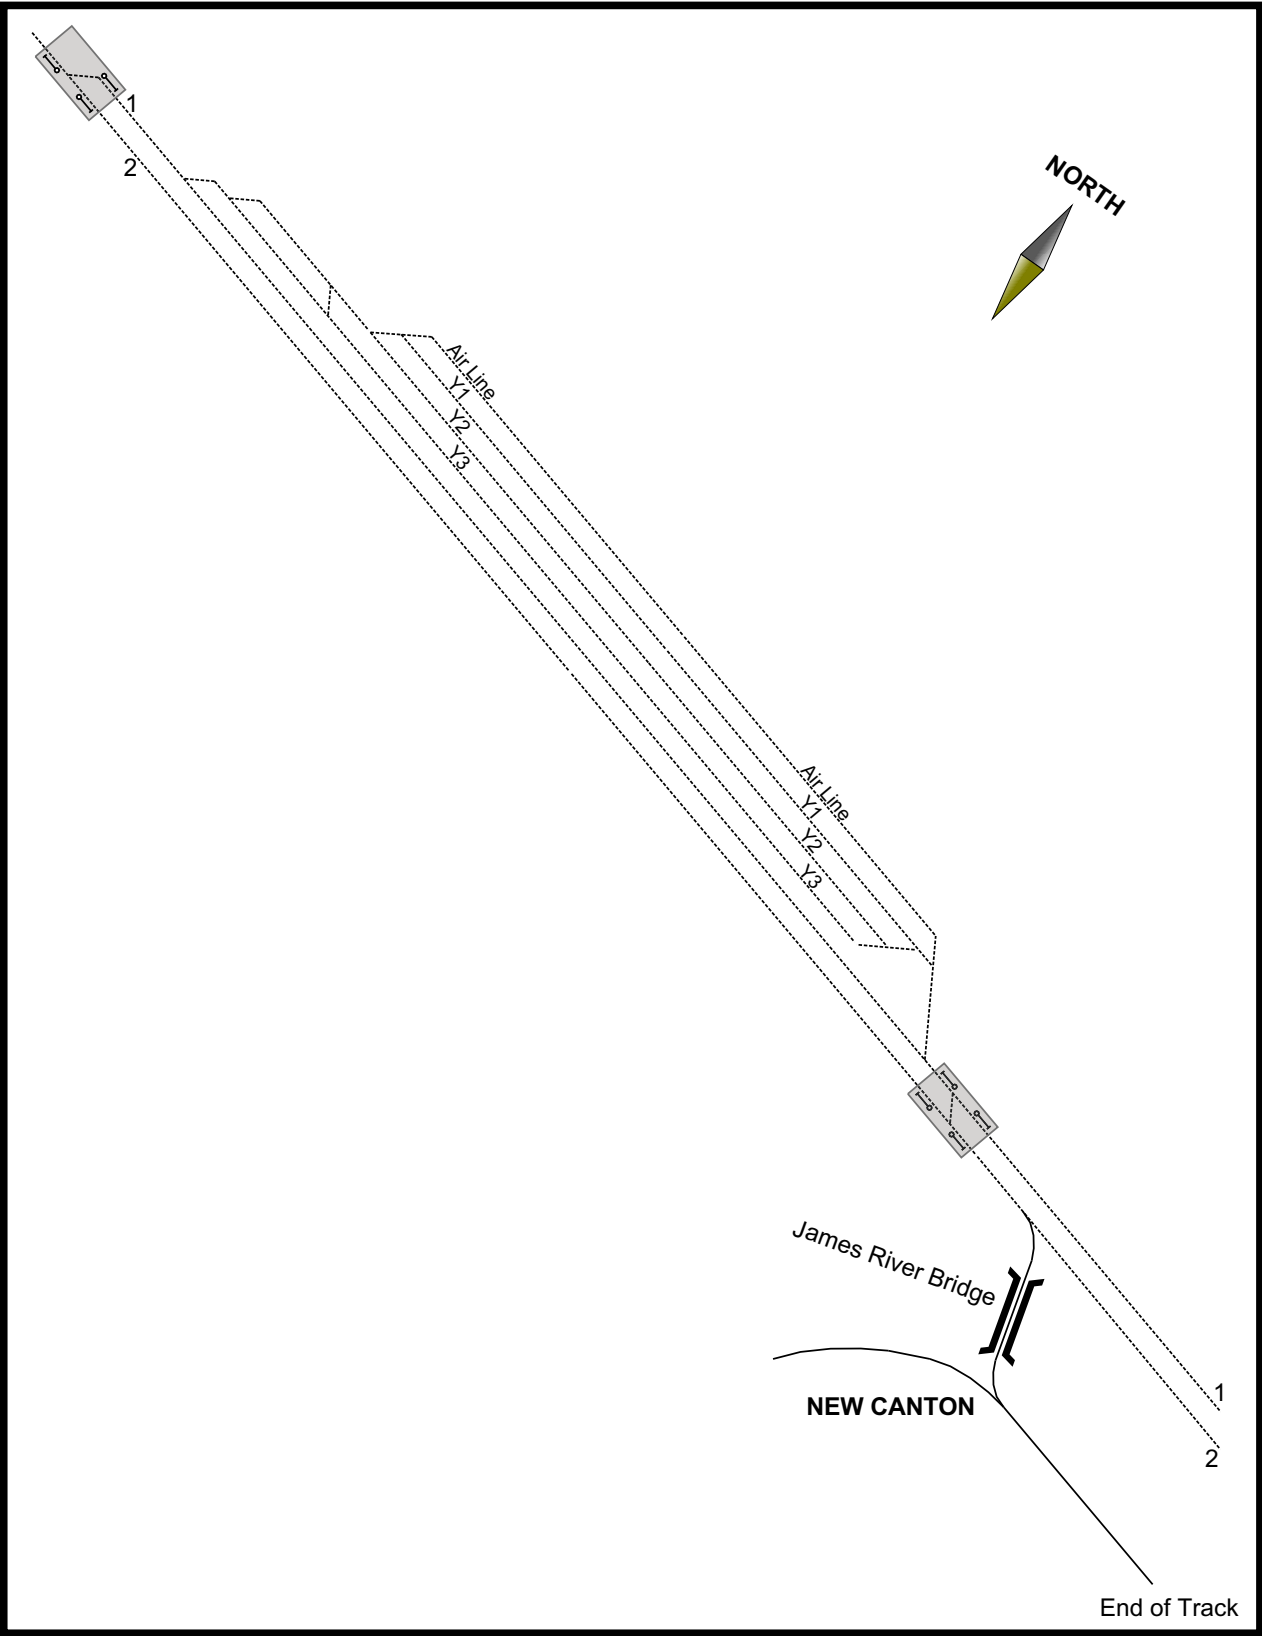 1
2
NORTH
Air Line
Y1
Y2
Y3
Air Line
Y1
Y2
Y3
James River Bridge
NEW CANTON
1
2
End of Track